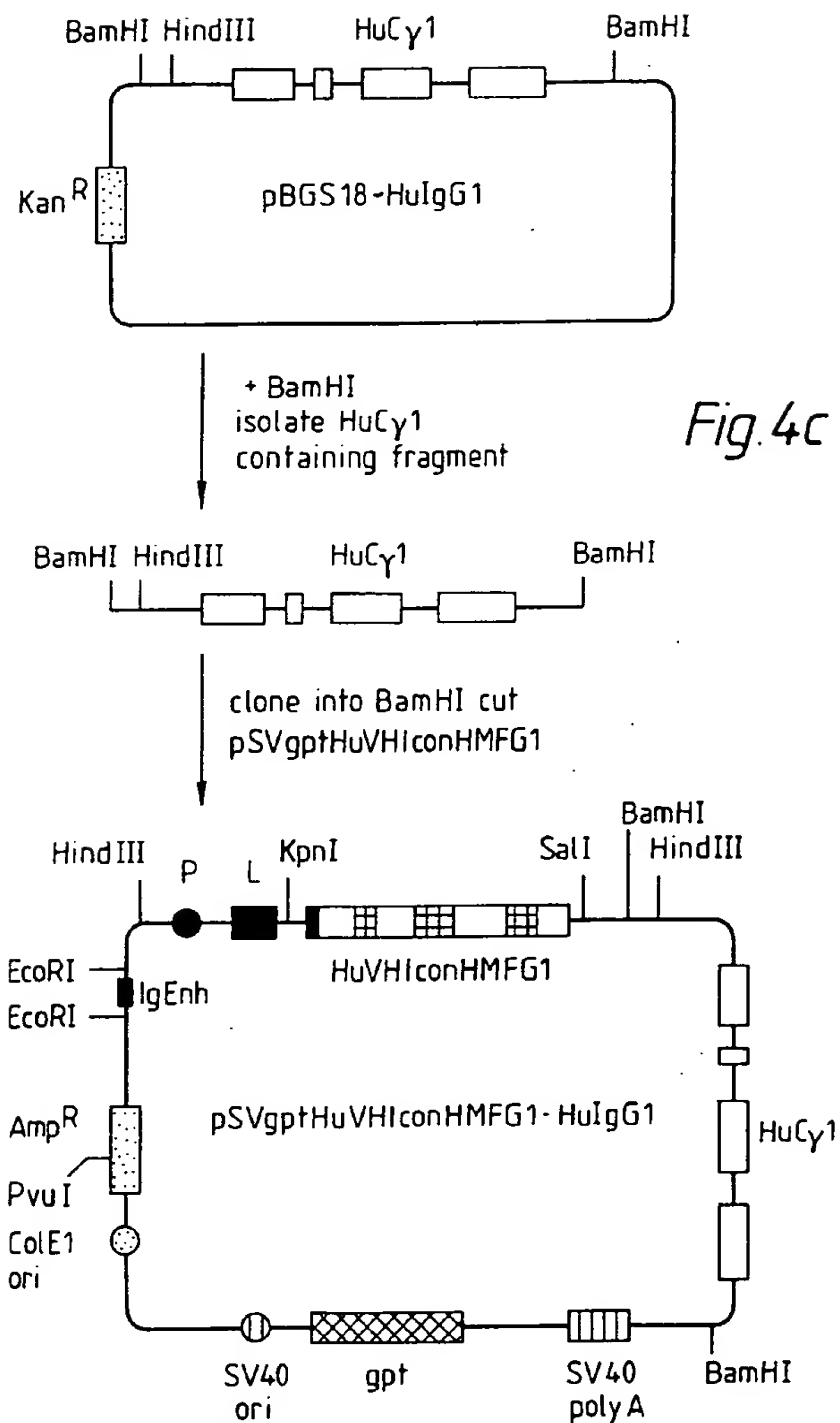 BamHI HindIII HuCγ1 BamHI
Kan R
pBGS18-HuIgG1
+ BamHI
isolate HuCγ1
containing fragment
Fig. 4c
BamHI HindIII HuCγ1 BamHI
clone into BamHI cut
pSVgptHuVHIconHMFG1
HindIII P L KpnI SalI BamHI
HindIII
EcoRI
IgEnh
EcoRI
HuVHIconHMFG1
Amp R
pSVgptHuVHIconHMFG1-HuIgG1
HuCγ1
PvuI
ColE1
ori
SV40
ori
gpt
SV40
poly A
BamHI